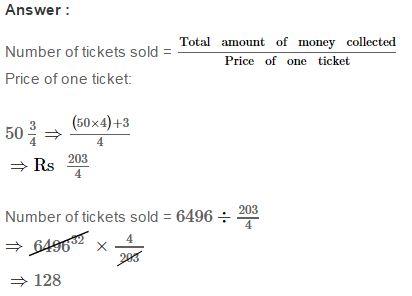 Answer :
Number of tickets sold = Total amount of money collected / Price of one ticket
Price of one ticket:
50 3/4 ⇒ (50×4)+3 / 4
⇒ Rs 203/4
Number of tickets sold = 6496 ÷ 203/4
⇒ 6496^32 × 4/203
⇒ 128